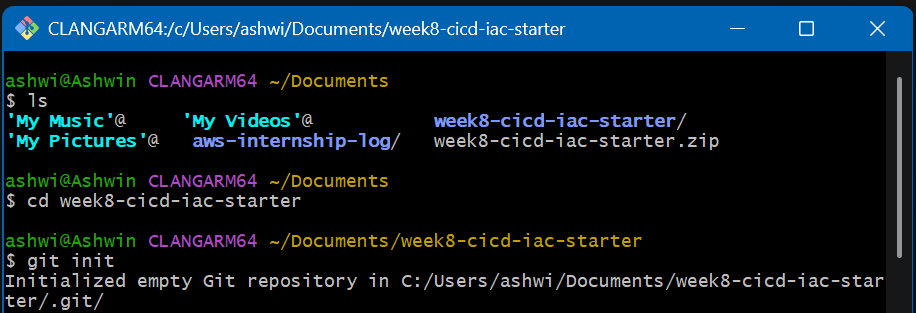 CLANGARM64:/c/Users/ashwi/Documents/week8-cicd-iac-starter
ashwi@Ashwin CLANGARM64 ~/Documents
$ ls
'My Music'@ 'My Videos'@ week8-cicd-iac-starter/
'My Pictures'@ aws-internship-log/ week8-cicd-iac-starter.zip
ashwi@Ashwin CLANGARM64 ~/Documents
$ cd week8-cicd-iac-starter
ashwi@Ashwin CLANGARM64 ~/Documents/week8-cicd-iac-starter
$ git init
Initialized empty Git repository in C:/Users/ashwi/Documents/week8-cicd-iac-star
ter/.git/